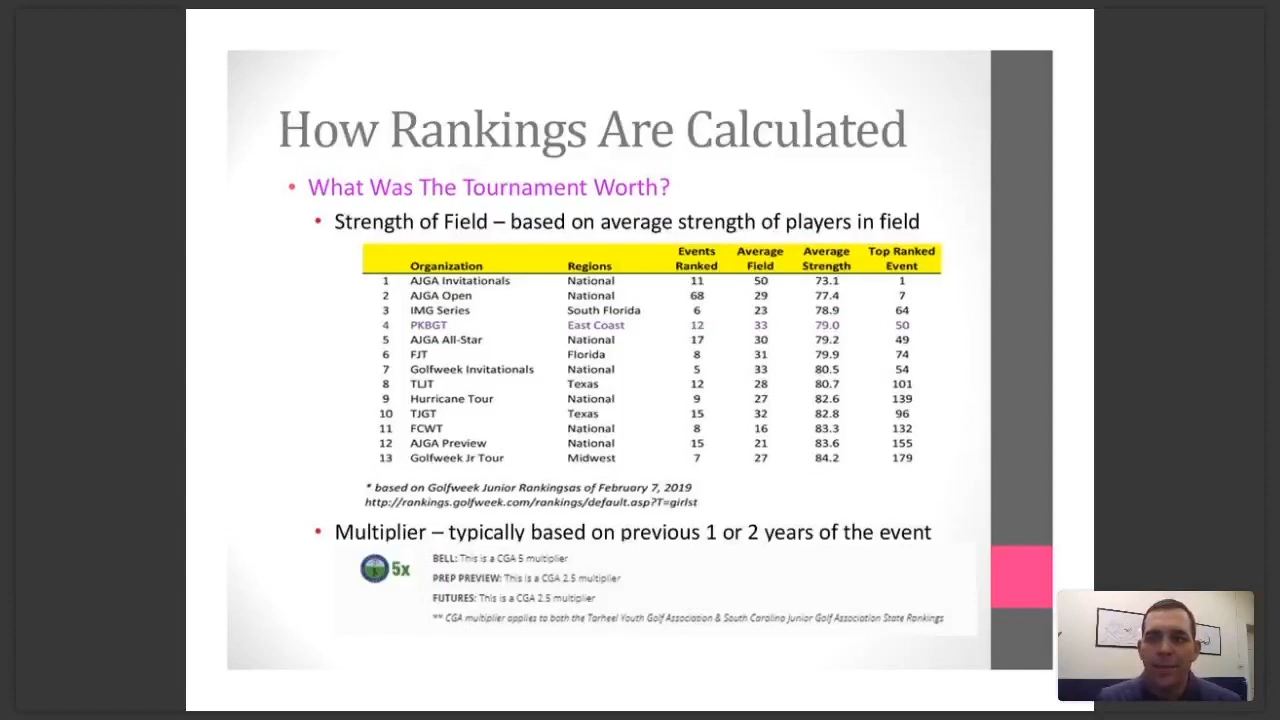 How Rankings Are Calculated
• What Was The Tournament Worth?
• Strength of Field – based on average strength of players in field
Organization Regions Events Ranked Average Field Average Strength Top Ranked Event
1 AJGA Invitationals National 11 50 73.1 1
2 AJGA Open National 68 29 77.4 7
3 IMG Series South Florida 6 23 78.9 64
4 PKBGT East Coast 12 33 79.0 50
5 AJGA All-Star National 17 30 79.2 49
6 FJT Florida 8 31 79.9 74
7 Golfweek Invitationals National 5 33 80.5 54
8 TLJT Texas 12 28 80.7 101
9 Hurricane Tour National 9 27 82.6 139
10 TJGT Texas 15 32 82.8 96
11 FCWT National 8 16 83.3 132
12 AJGA Preview National 15 21 83.6 155
13 Golfweek Jr Tour Midwest 7 27 84.2 179
* based on Golfweek Junior Rankingsas of February 7, 2019
http://rankings.golfweek.com/rankings/default.asp?T=girlst
• Multiplier – typically based on previous 1 or 2 years of the event
5x
BELL: This is a CGA 5 multiplier
PREP PREVIEW: This is a CGA 2.5 multiplier
FUTURES: This is a CGA 2.5 multiplier
** CGA multiplier applies to both the Tarheel Youth Golf Association & South Carolina Junior Golf Association State Rankings